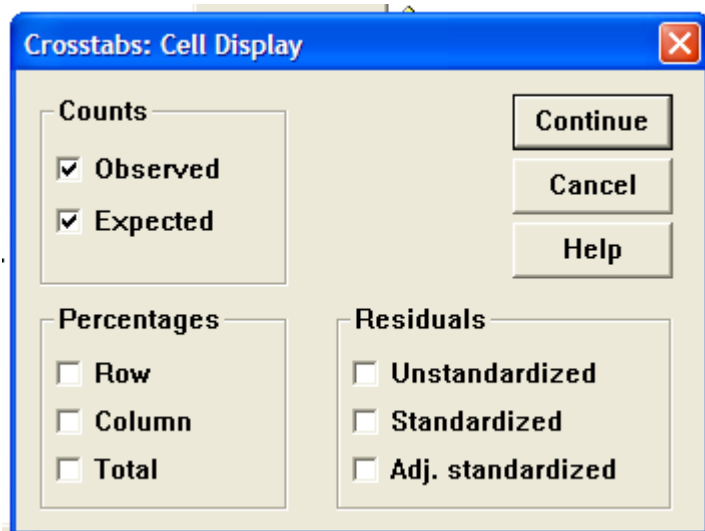 Crosstabs: Cell Display
Counts
Observed
Expected
Continue
Cancel
Help
Percentages
Row
Column
Total
Residuals
Unstandardized
Standardized
Adj. standardized